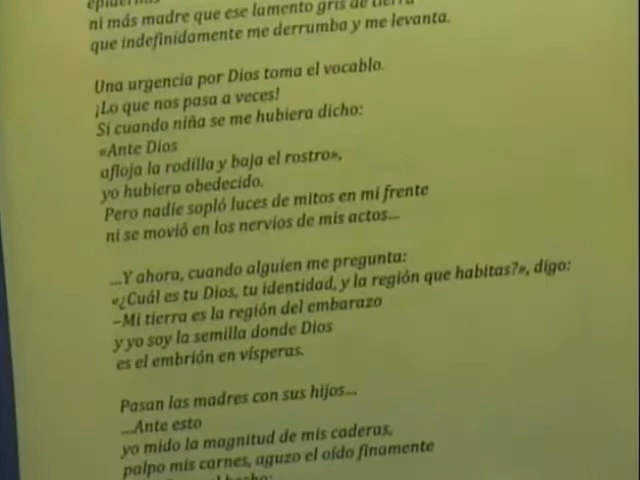 ni más madre que ese lamento gris de tierra
que indefinidamente me derrumba y me levanta.
Una urgencia por Dios toma el vocablo.
¡Lo que nos pasa a veces!
Si cuando niña se me hubiera dicho:
«Ante Dios
afloja la rodilla y baja el rostro»,
yo hubiera obedecido.
Pero nadie sopló luces de mitos en mi frente
ni se movió en los nervios de mis actos...
...Y ahora, cuando alguien me pregunta:
«¿Cuál es tu Dios, tu identidad, y la región que habitas?», digo:
–Mi tierra es la región del embarazo
y yo soy la semilla donde Dios
es el embrión en vísperas.
Pasan las madres con sus hijos...
...Ante esto
yo mido la magnitud de mis caderas,
palpo mis carnes, aguzo el oído finamente